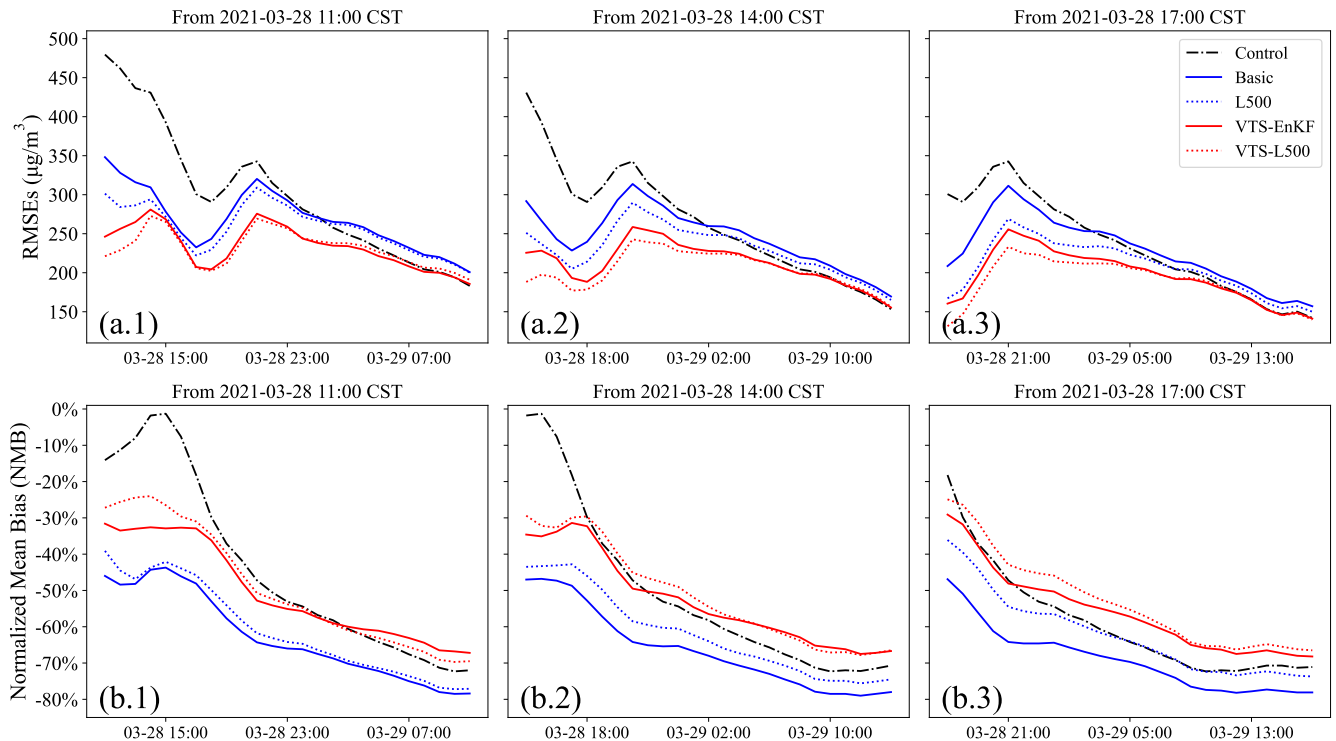 From 2021-03-28 11:00 CST
From 2021-03-28 14:00 CST
From 2021-03-28 17:00 CST
RMSEs (μg/m³)
500
450
400
350
300
250
200
150
Control
Basic
L500
VTS-EnKF
VTS-L500
(a.1)
(a.2)
(a.3)
03-28 15:00
03-28 23:00
03-29 07:00
03-28 18:00
03-29 02:00
03-29 10:00
03-28 21:00
03-29 05:00
03-29 13:00
From 2021-03-28 11:00 CST
From 2021-03-28 14:00 CST
From 2021-03-28 17:00 CST
Normalized Mean Bias (NMB)
0%
-10%
-20%
-30%
-40%
-50%
-60%
-70%
-80%
(b.1)
(b.2)
(b.3)
03-28 15:00
03-28 23:00
03-29 07:00
03-28 18:00
03-29 02:00
03-29 10:00
03-28 21:00
03-29 05:00
03-29 13:00